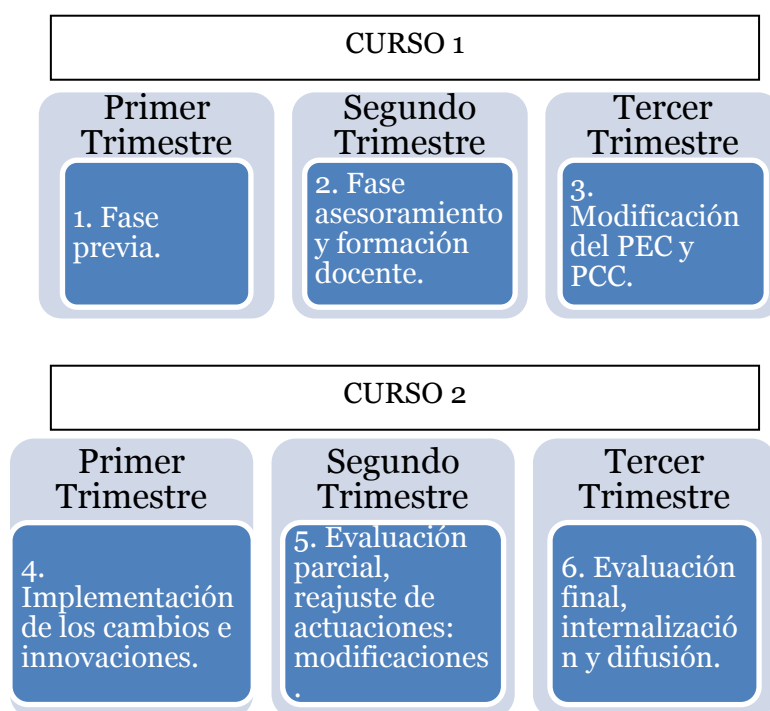 CURSO 1
Primer
Trimestre
1. Fase
previa.
Segundo
Trimestre
2. Fase
asesoramiento
y formación
docente.
Tercer
Trimestre
3.
Modificación
del PEC y
PCC.
CURSO 2
Primer
Trimestre
4.
Implementación
de los cambios e
innovaciones.
Segundo
Trimestre
5. Evaluación
parcial,
reajuste de
actuaciones:
modificaciones
.
Tercer
Trimestre
6. Evaluación
final,
internalizació
n y difusión.